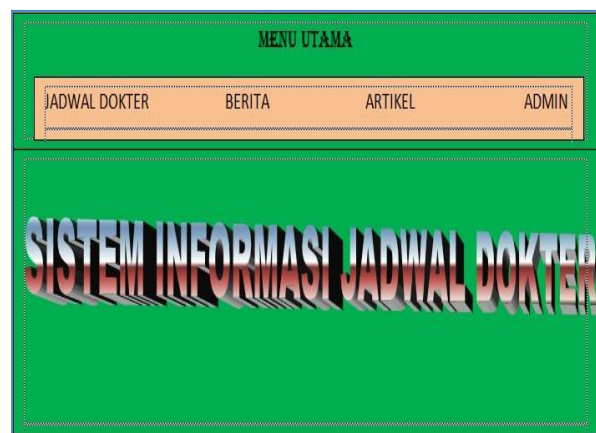 MENU UTAMA
JADWAL DOKTER BERITA ARTIKEL ADMIN
SISTEM INFORMASI JADWAL DOKTER